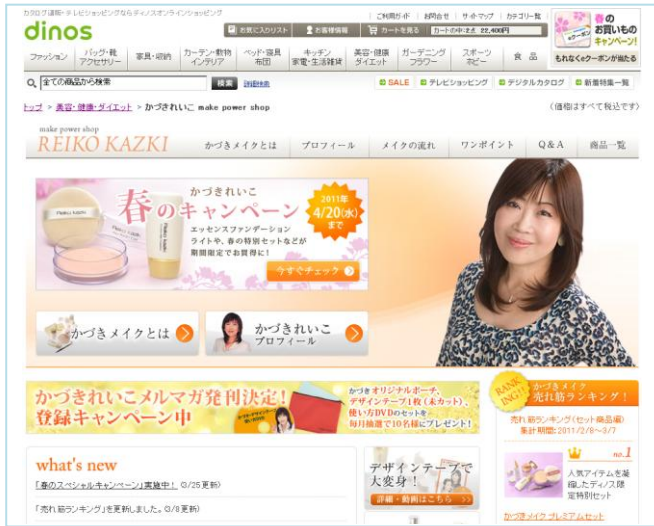 カタログ通販・テレビショッピングならディノスオンラインショッピング
dinos
ご利用ガイド | お問合せ | サイトマップ | カテゴリ一覧
お気に入りリスト
お客様情報
カートを見る
カートの中: 2点 22,400円
春の
お買いもの
キャンペーン!
もれなくeクーポンが当たる
ファッション
バッグ・靴
アクセサリー
家具・収納
カーテン・敷物
インテリア
ベッド・寝具
布団
キッチン
家電・生活雑貨
美容・健康
ダイエット
ガーデニング
フラワー
スポーツ
ホビー
食 品
全ての商品から検索
検索
詳細検索
SALE
テレビショッピング
デジタルカタログ
新着特集一覧
トップ > 美容・健康・ダイエット > かづきれいこ make power shop
(価格はすべて税込です)
make power shop
REIKO KAZKI
かづきメイクとは
プロフィール
メイクの流れ
ワンポイント
Q&A
商品一覧
かづきれいこ
春のキャンペーン
2011年
4/20(水)
まで
エッセンスファンデーション
ライトや、春の特別セットなどが
期間限定でお買得に!
今すぐチェック
かづきメイクとは
かづきれいこ
プロフィール
かづきれいこメルマガ発刊決定!
登録キャンペーン中
かづきオリジナルポーチ、
デザインテープ1枚(未カット)、
使い方DVDのセットを
毎月抽選で10名様にプレゼント!
RANKING!
かづきメイク
売れ筋ランキング!
売れ筋ランキング(セット商品編)
集計期間:2011/2/8~3/7
no.1
人気アイテムを凝
縮したディノス限
定特別セット
かづきメイク プレミアムセット
what's new
「春のスペシャルキャンペーン」実施中! (3/25更新)
「売れ筋ランキング」を更新しました。(3/8更新)
デザインテープで
大変身!
詳細・動画はこちら >>